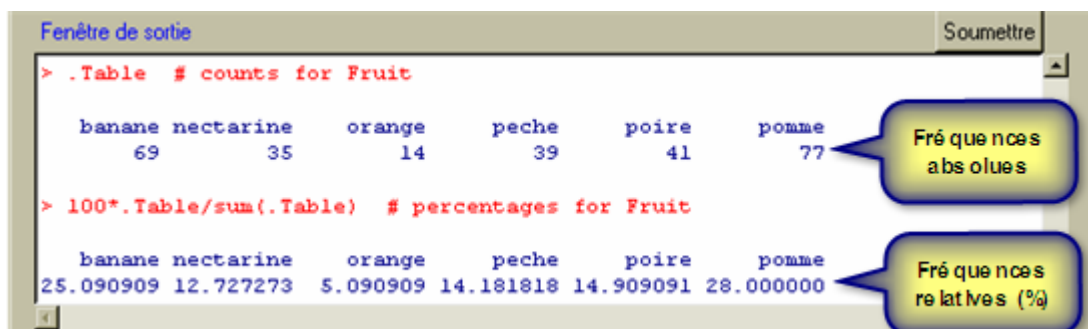 Fenêtre de sortie
Soumettre
> .Table # counts for Fruit
banane nectarine orange peche poire pomme
69 35 14 39 41 77
Fréquences
absolues
> 100*.Table/sum(.Table) # percentages for Fruit
banane nectarine orange peche poire pomme
25.090909 12.727273 5.090909 14.181818 14.909091 28.000000
Fréquences
relatives (%)